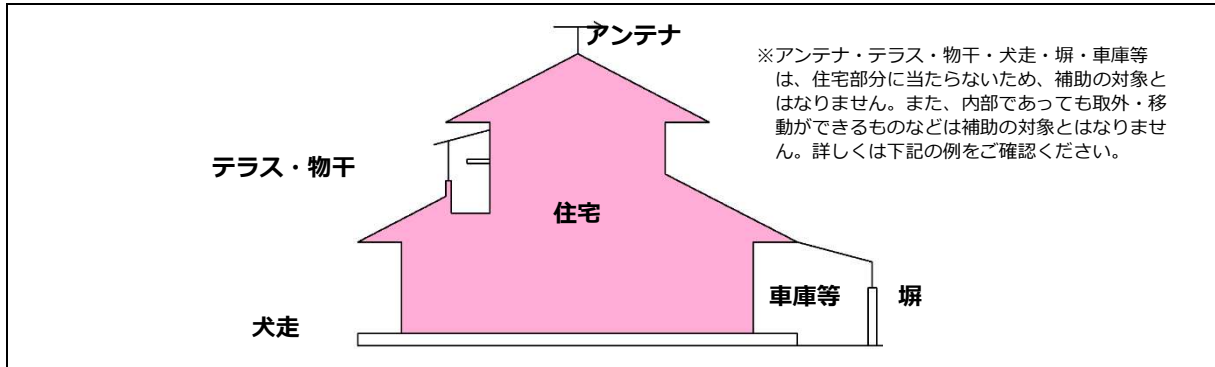 アンテナ
※アンテナ・テラス・物干・犬走・塀・車庫等
は、住宅部分に当たらないため、補助の対象と
はなりません。また、内部であっても取外・移
動ができるものなどは補助の対象とはなりませ
ん。詳しくは下記の例をご確認ください。
テラス・物干
住宅
車庫等
塀
犬走